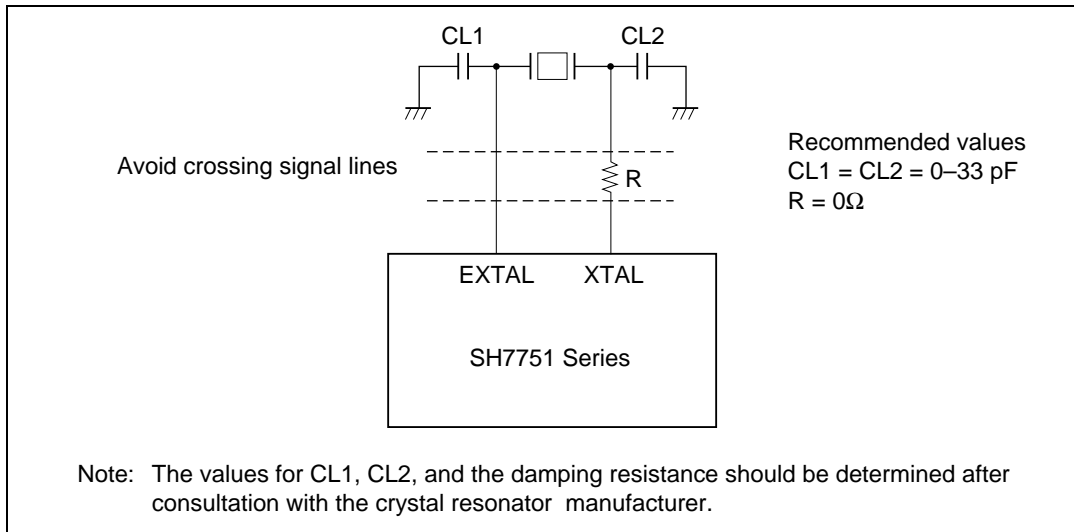 CL1
CL2
Avoid crossing signal lines
R
Recommended values
CL1 = CL2 = 0–33 pF
R = 0Ω
EXTAL
XTAL
SH7751 Series
Note: The values for CL1, CL2, and the damping resistance should be determined after
consultation with the crystal resonator manufacturer.